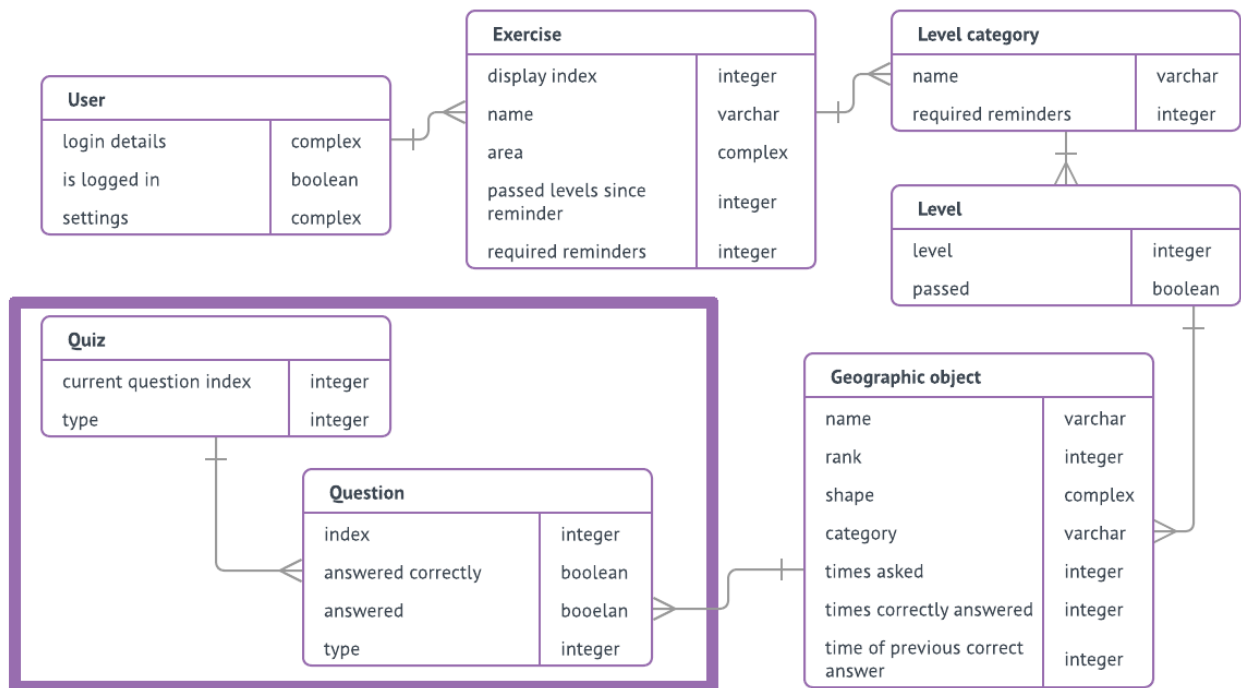 User
login details complex
is logged in boolean
settings complex
Exercise
display index integer
name varchar
area complex
passed levels since
reminder integer
required reminders integer
Level category
name varchar
required reminders integer
Level
level integer
passed boolean
Quiz
current question index integer
type integer
Question
index integer
answered correctly boolean
answered booelan
type integer
Geographic object
name varchar
rank integer
shape complex
category varchar
times asked integer
times correctly answered integer
time of previous correct
answer integer